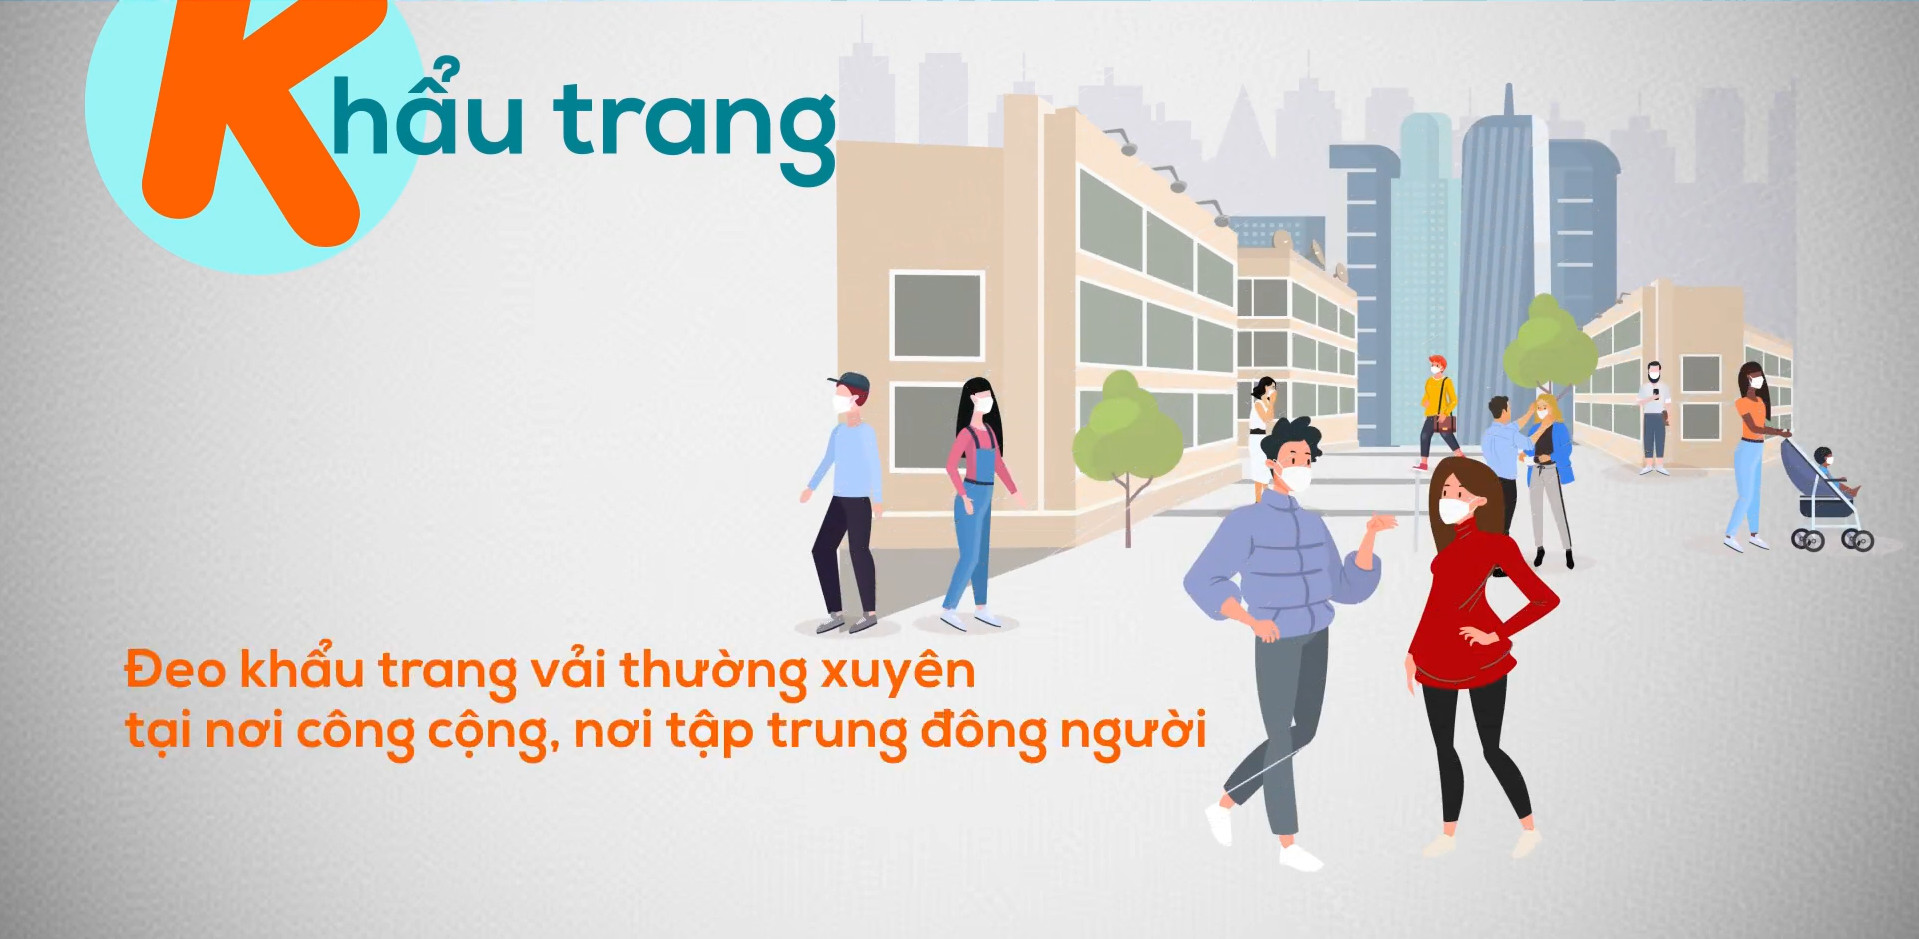 Khẩu trang
Đeo khẩu trang vải thường xuyên
tại nơi công cộng, nơi tập trung đông người